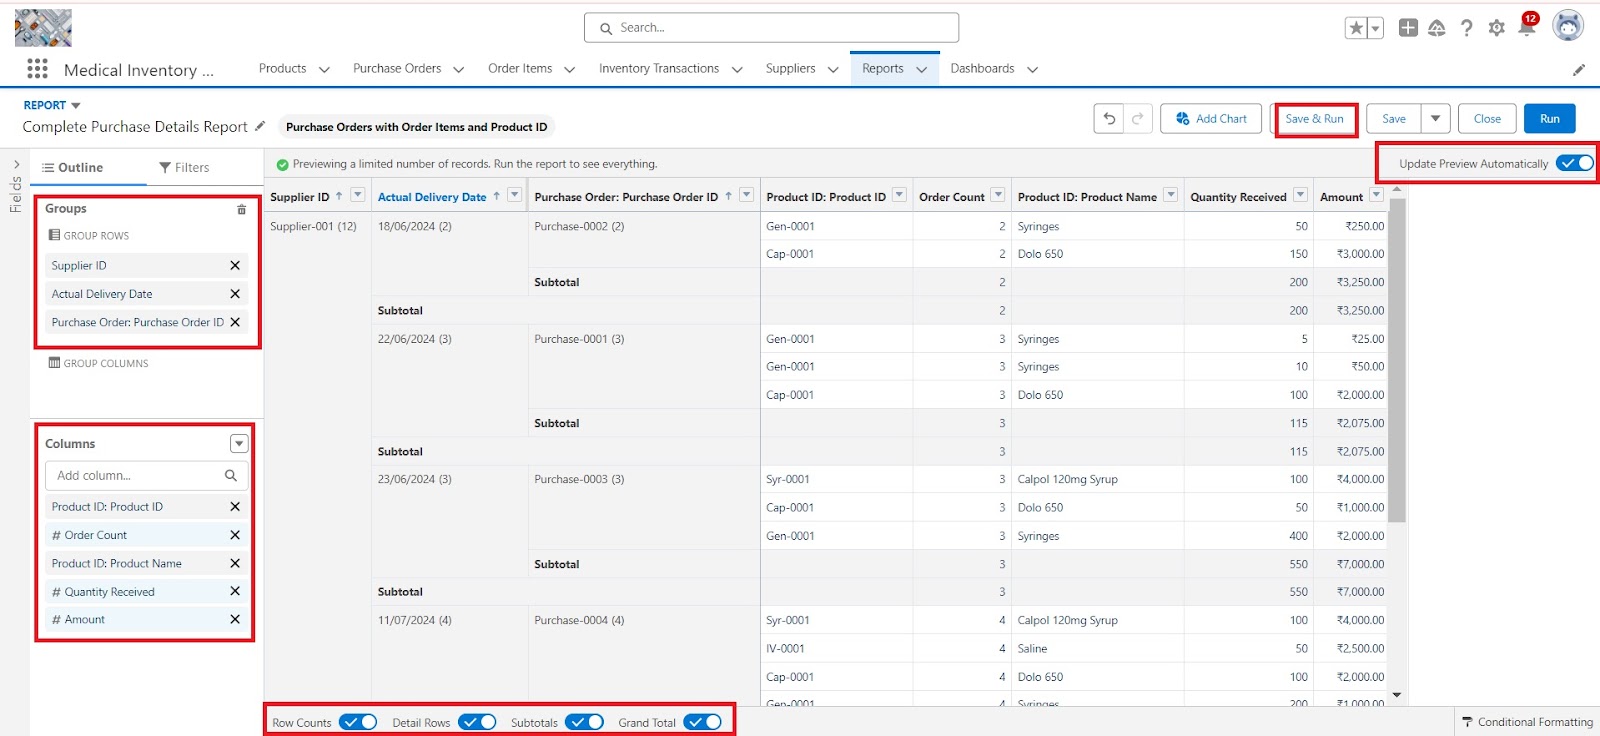 Search...
12
Medical Inventory ... Products Purchase Orders Order Items Inventory Transactions Suppliers Reports Dashboards
REPORT
Complete Purchase Details Report Purchase Orders with Order Items and Product ID
Add Chart Save & Run Save Close Run
Fields
Outline Filters
Previewing a limited number of records. Run the report to see everything.
Update Preview Automatically
Groups
GROUP ROWS
Supplier ID
Actual Delivery Date
Purchase Order: Purchase Order ID
GROUP COLUMNS
Columns
Add column...
Product ID: Product ID
# Order Count
Product ID: Product Name
# Quantity Received
# Amount
Supplier ID Actual Delivery Date Purchase Order: Purchase Order ID Product ID: Product ID Order Count Product ID: Product Name Quantity Received Amount
Supplier-001 (12) 18/06/2024 (2) Purchase-0002 (2) Gen-0001 2 Syringes 50 ₹250.00
Cap-0001 2 Dolo 650 150 ₹3,000.00
Subtotal 2 200 ₹3,250.00
Subtotal 2 200 ₹3,250.00
22/06/2024 (3) Purchase-0001 (3) Gen-0001 3 Syringes 5 ₹25.00
Gen-0001 3 Syringes 10 ₹50.00
Cap-0001 3 Dolo 650 100 ₹2,000.00
Subtotal 3 115 ₹2,075.00
Subtotal 3 115 ₹2,075.00
23/06/2024 (3) Purchase-0003 (3) Syr-0001 3 Calpol 120mg Syrup 100 ₹4,000.00
Cap-0001 3 Dolo 650 50 ₹1,000.00
Gen-0001 3 Syringes 400 ₹2,000.00
Subtotal 3 550 ₹7,000.00
Subtotal 3 550 ₹7,000.00
11/07/2024 (4) Purchase-0004 (4) Syr-0001 4 Calpol 120mg Syrup 100 ₹4,000.00
IV-0001 4 Saline 50 ₹2,500.00
Cap-0001 4 Dolo 650 100 ₹2,000.00
Gen-0001 4 Syringes 200 ₹1,000.00
Row Counts Detail Rows Subtotals Grand Total
Conditional Formatting